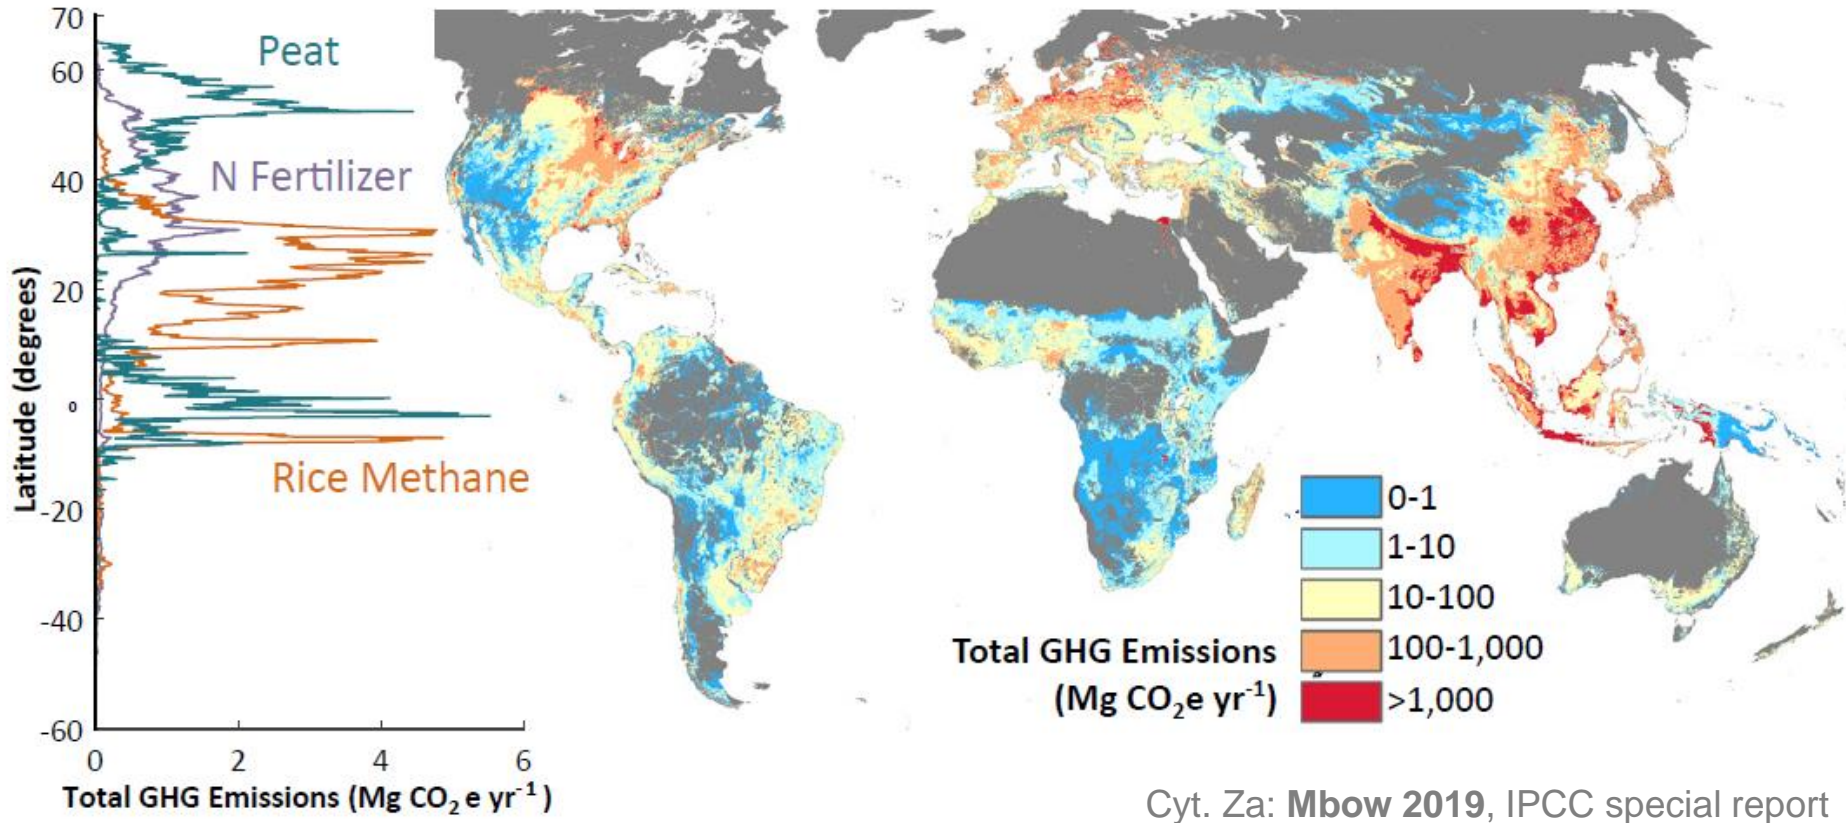 70
60
40
20
0
-20
-40
-60
Latitude (degrees)
Peat
N Fertilizer
Rice Methane
0 2 4 6
Total GHG Emissions (Mg CO₂ e yr⁻¹ )
Total GHG Emissions
(Mg CO₂e yr⁻¹)
0-1
1-10
10-100
100-1,000
>1,000
Cyt. Za: Mbow 2019, IPCC special report